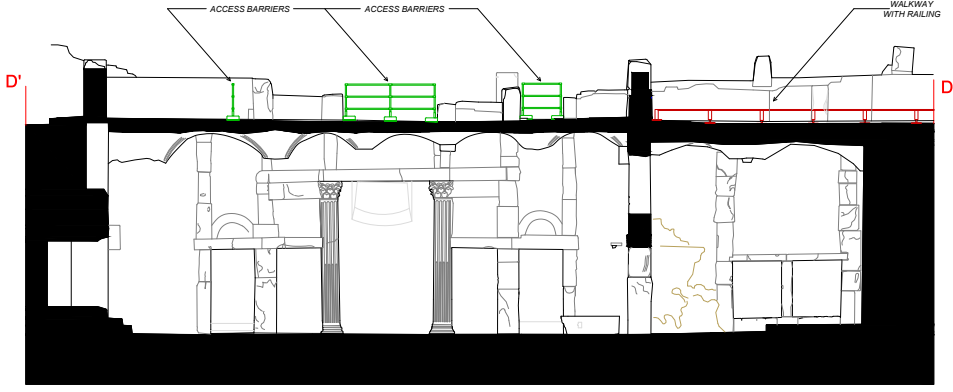 ACCESS BARRIERS
ACCESS BARRIERS
WALKWAY
WITH RAILING
D'
D